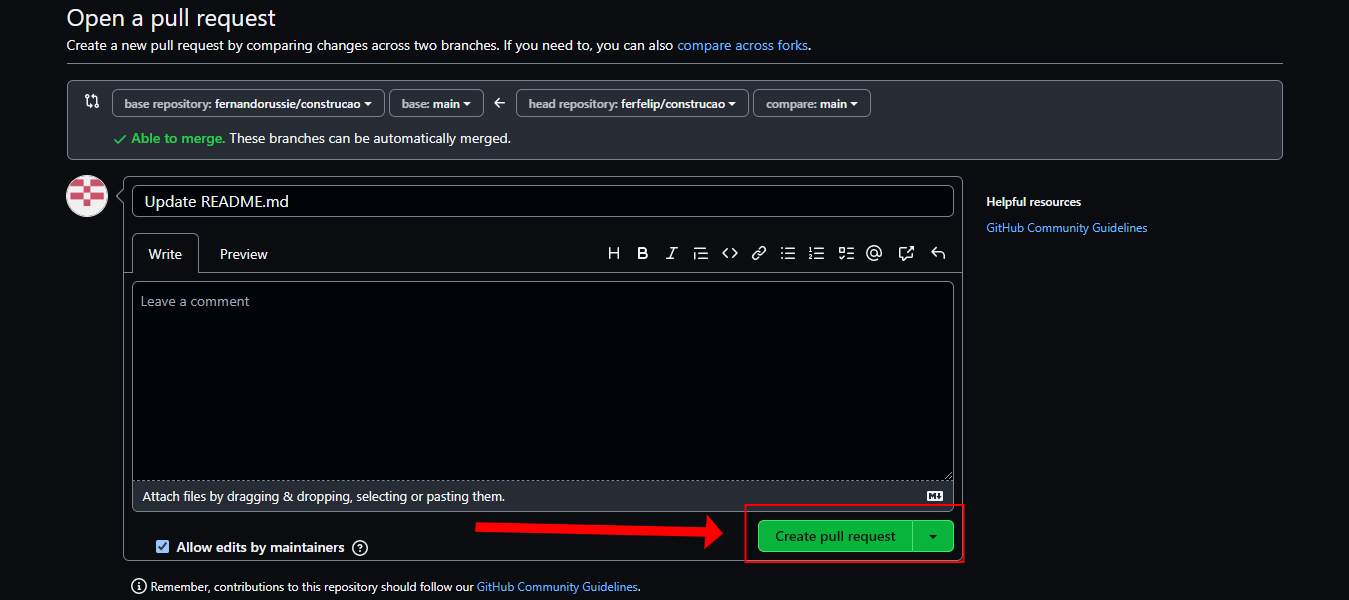 Open a pull request
Create a new pull request by comparing changes across two branches. If you need to, you can also compare across forks.
base repository: fernandorussie/construcao base: main head repository: ferfelip/construcao compare: main
Able to merge. These branches can be automatically merged.
Update README.md
Helpful resources
GitHub Community Guidelines
Write Preview H B I
Leave a comment
Attach files by dragging & dropping, selecting or pasting them.
Create pull request
Allow edits by maintainers
Remember, contributions to this repository should follow our GitHub Community Guidelines.